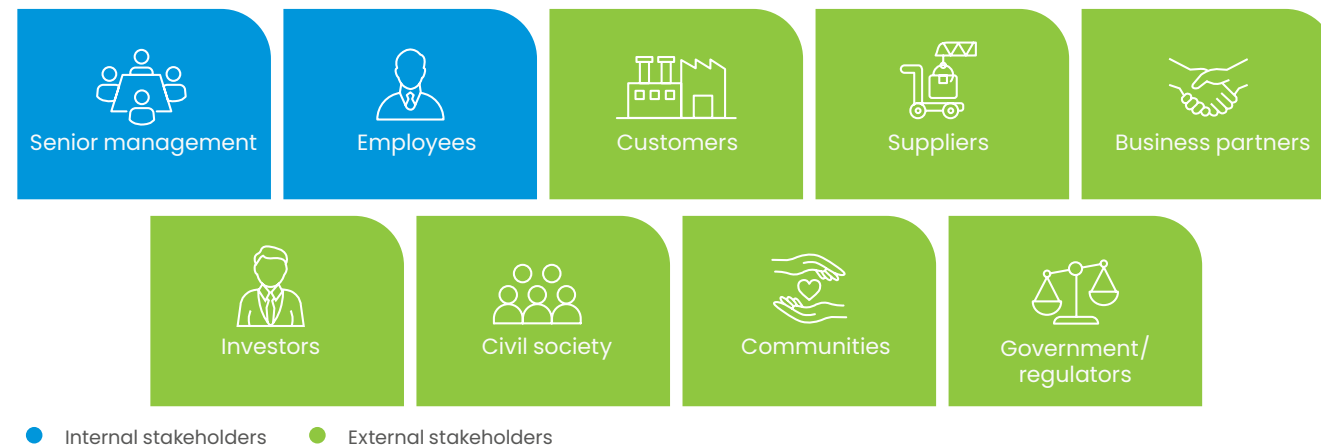 Senior management
Employees
Customers
Suppliers
Business partners
Investors
Civil society
Communities
Government/
regulators
Internal stakeholders
External stakeholders